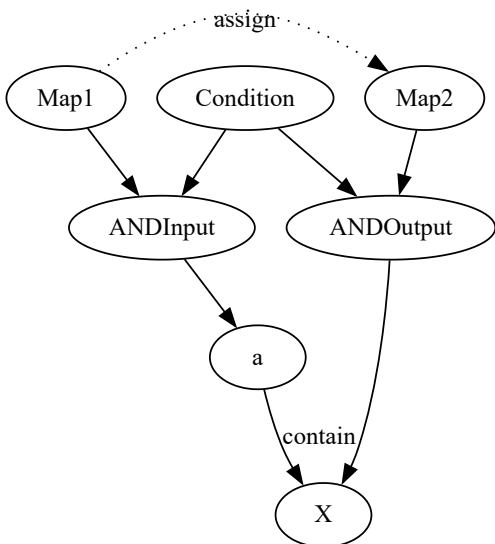 assign
Map1
Condition
Map2
ANDInput
ANDOutput
a
contain
X